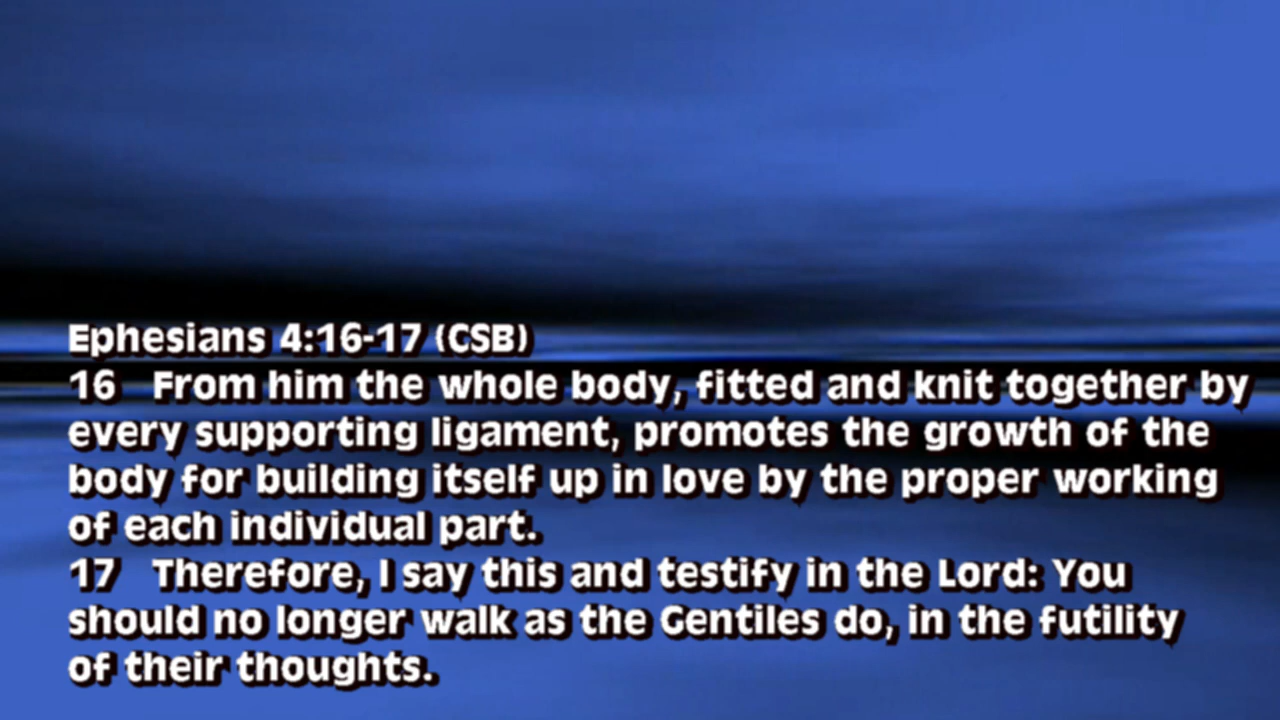 Ephesians 4:16-17 (CSB)
16 From him the whole body, fitted and knit together by
every supporting ligament, promotes the growth of the
body for building itself up in love by the proper working
of each individual part.
17 Therefore, I say this and testify in the Lord: You
should no longer walk as the Gentiles do, in the futility
of their thoughts.